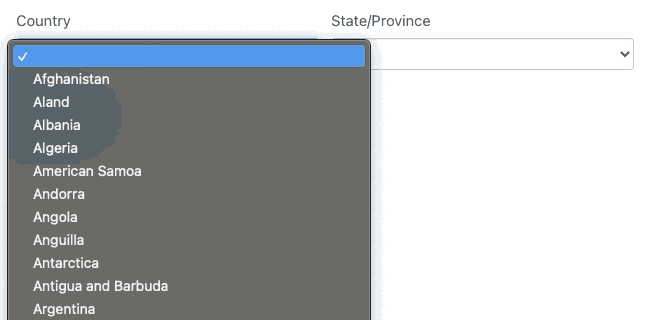 Country State/Province
Afghanistan
Aland
Albania
Algeria
American Samoa
Andorra
Angola
Anguilla
Antarctica
Antigua and Barbuda
Argentina